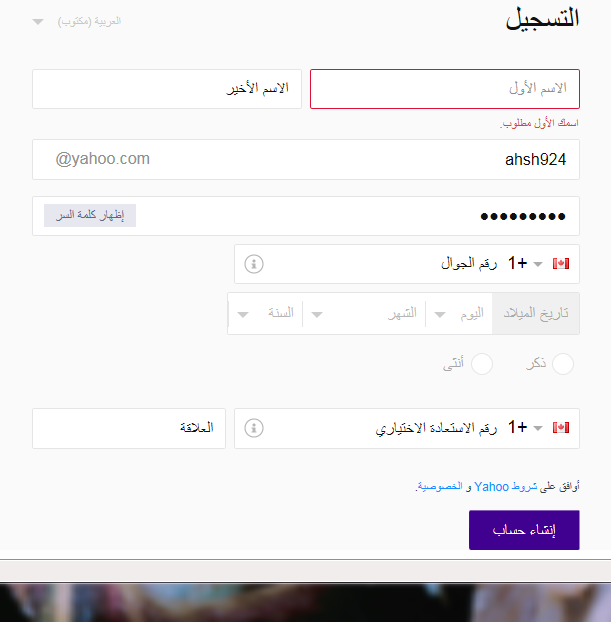 التسجيل
العربية (مكتوب)
الاسم الأول
الاسم الأخير
اسمك الأول مطلوب.
ahsh924
@yahoo.com
•••••••••
إظهار كلمة السر
+1 رقم الجوال
تاريخ الميلاد اليوم الشهر السنة
ذكر أنثى
+1 رقم الاستعادة الاختياري
العلاقة
أوافق على شروط Yahoo و الخصوصية.
إنشاء حساب